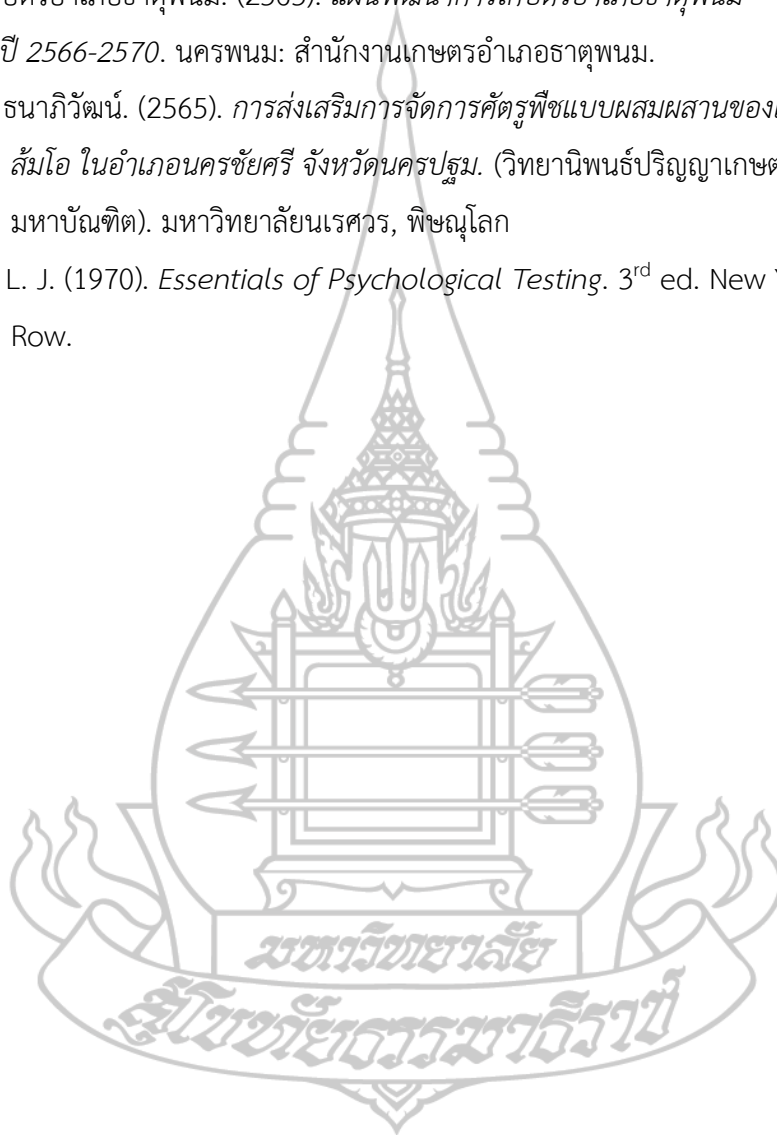 ปี 2566-2570. นครพนม: สำนักงานเกษตรอำเภอธาตุพนม.
ธนาภิวัฒน์. (2565). การส่งเสริมการจัดการศัตรูพืชแบบผสมผสานของ
ส้มโอ ในอำเภอนครชัยศรี จังหวัดนครปฐม. (วิทยานิพนธ์ปริญญาเกษต
มหาบัณฑิต). มหาวิทยาลัยนเรศวร, พิษณุโลก
L. J. (1970). Essentials of Psychological Testing. 3rd ed. New
Row.
มหาวิทยาลัย
สุโขทัยธรรมาธิราช